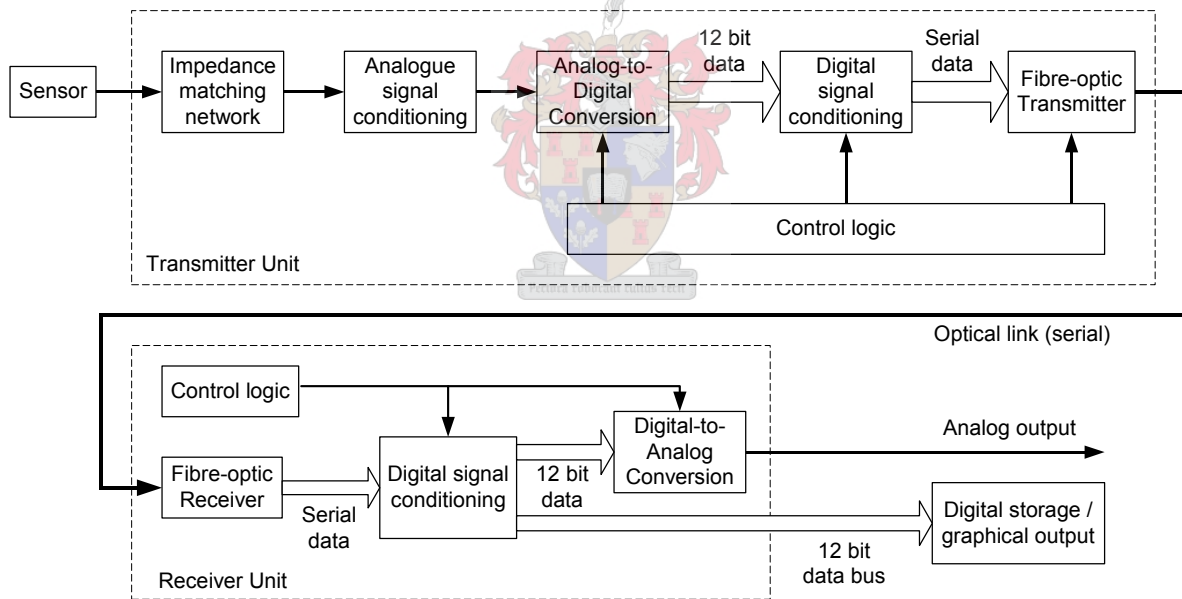 Sensor
Impedance
matching
network
Analogue
signal
conditioning
Analog-to-
Digital
Conversion
12 bit
data
Digital
signal
conditioning
Serial
data
Fibre-optic
Transmitter
Control logic
Transmitter Unit
Optical link (serial)
Control logic
Fibre-optic
Receiver
Serial
data
Digital signal
conditioning
12 bit
data
Digital-to-
Analog
Conversion
Analog output
Digital storage /
graphical output
12 bit
data bus
Receiver Unit